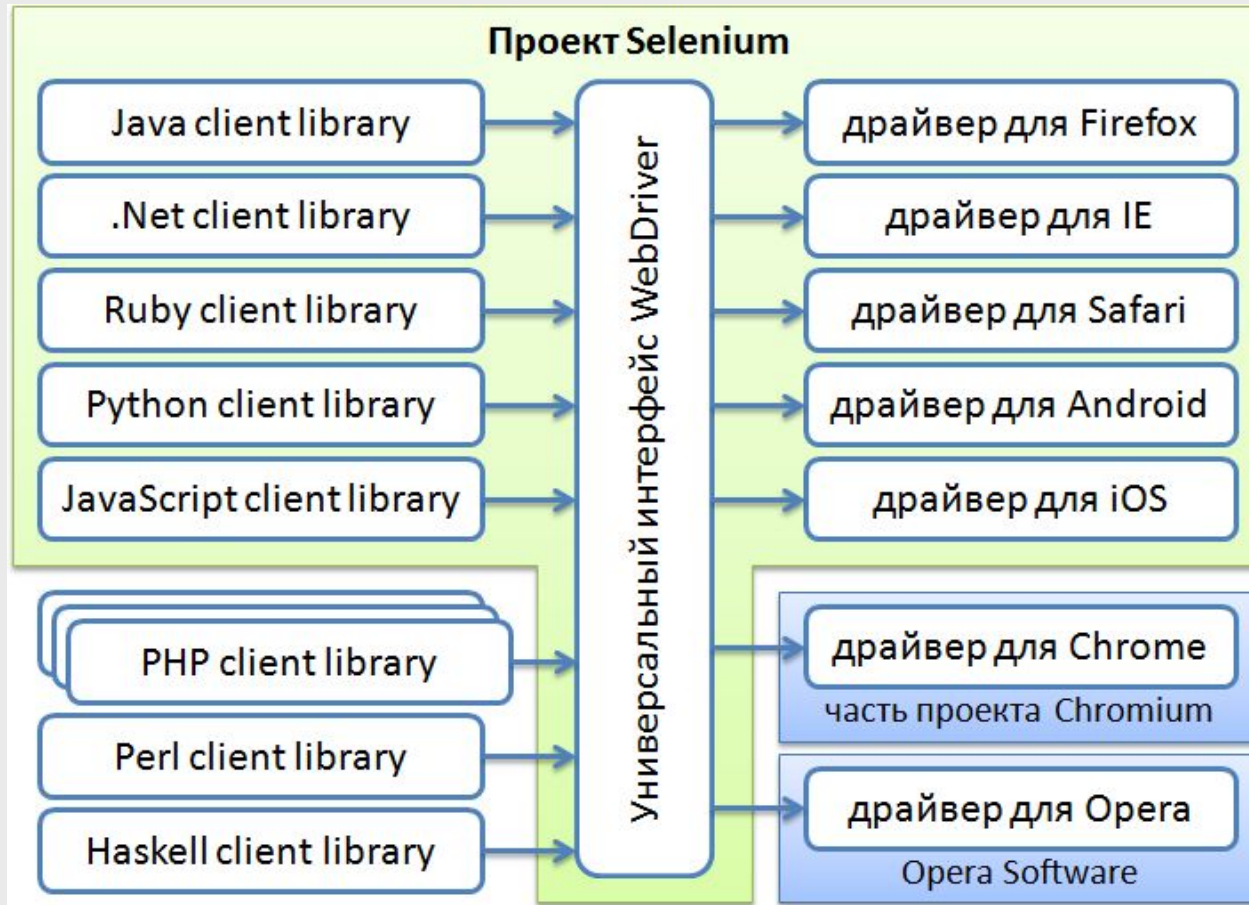 Проект Selenium
Java client library
.Net client library
Ruby client library
Python client library
JavaScript client library
PHP client library
Perl client library
Haskell client library
Универсальный интерфейс WebDriver
драйвер для Firefox
драйвер для IE
драйвер для Safari
драйвер для Android
драйвер для iOS
драйвер для Chrome
часть проекта Chromium
драйвер для Opera
Opera Software